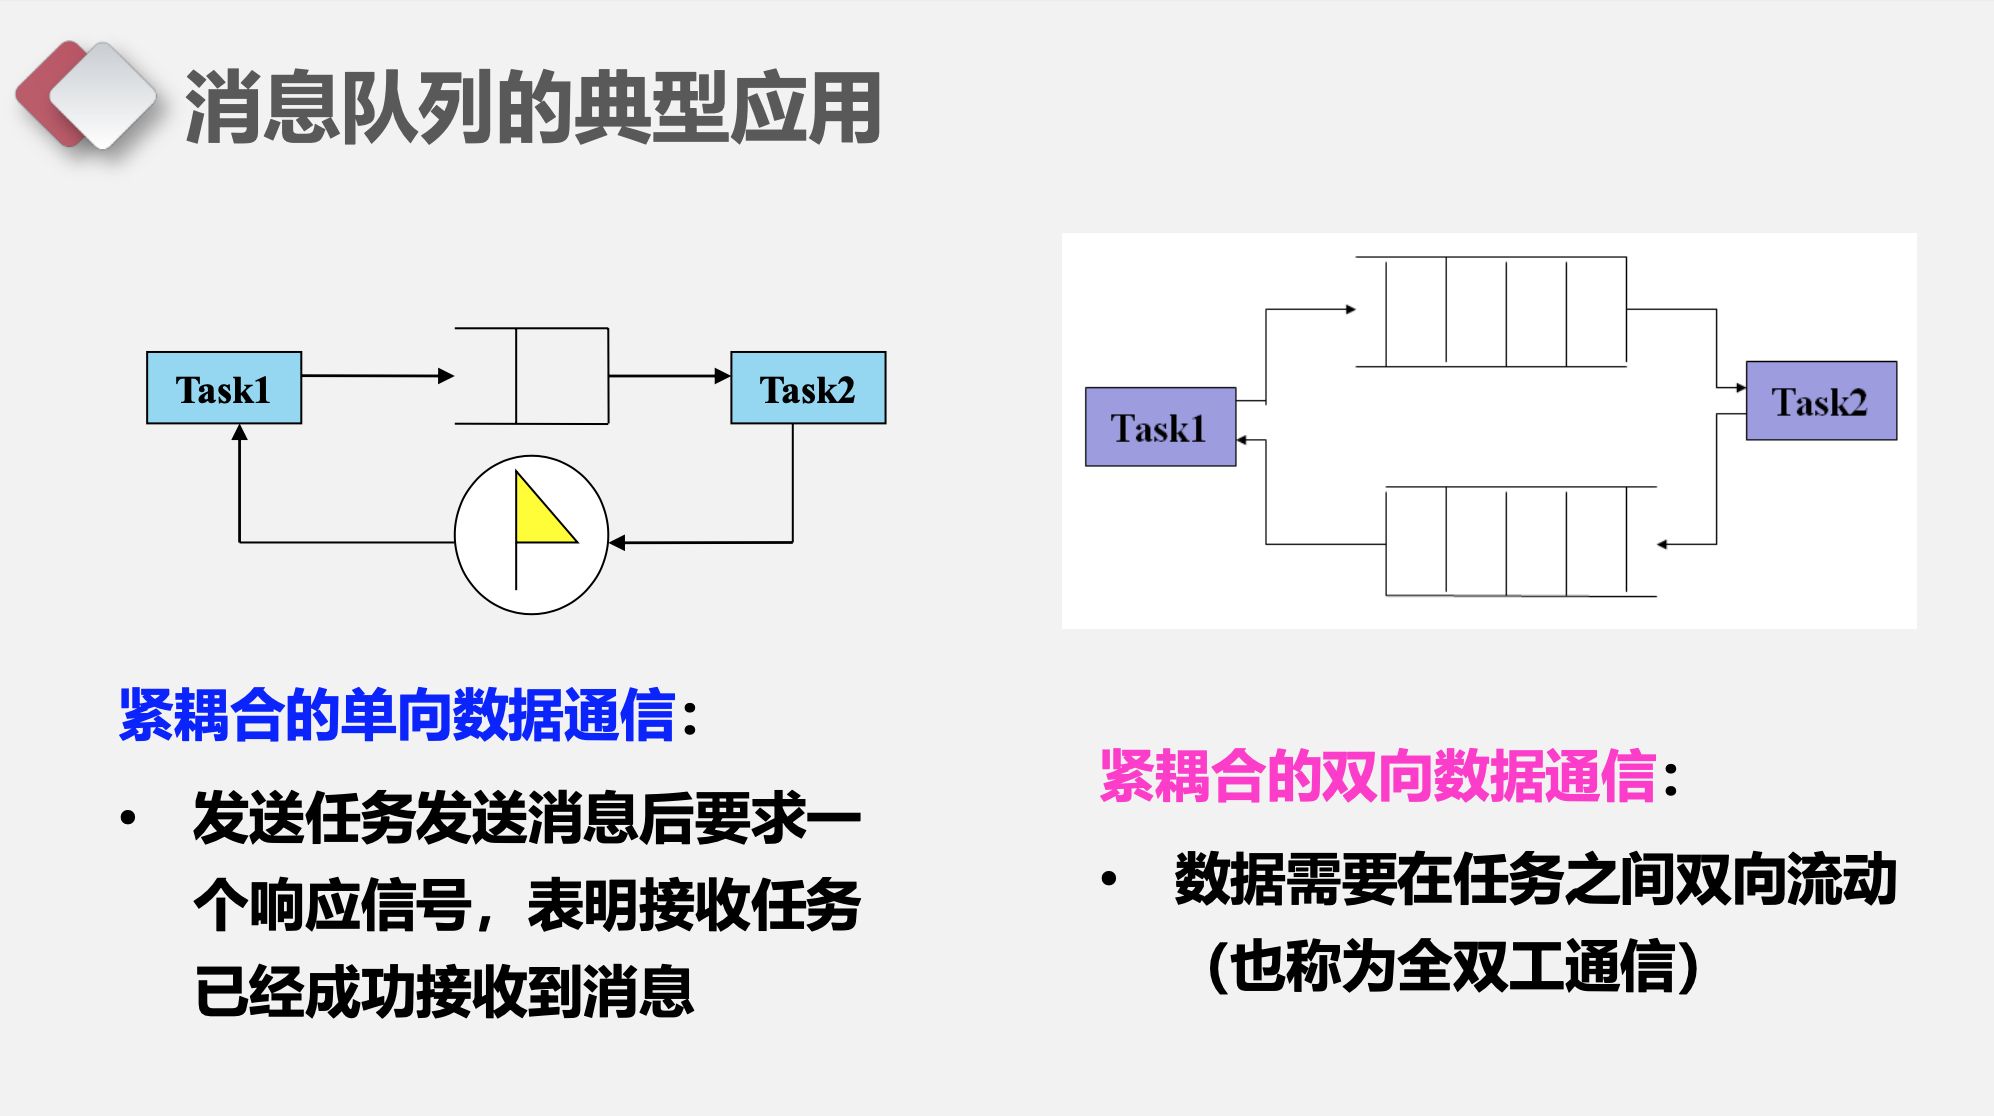 消息队列的典型应用
Task1
Task2
紧耦合的单向数据通信：
• 发送任务发送消息后要求一
个响应信号，表明接收任务
已经成功接收到消息
Task1
Task2
紧耦合的双向数据通信：
• 数据需要在任务之间双向流动
（也称为全双工通信）